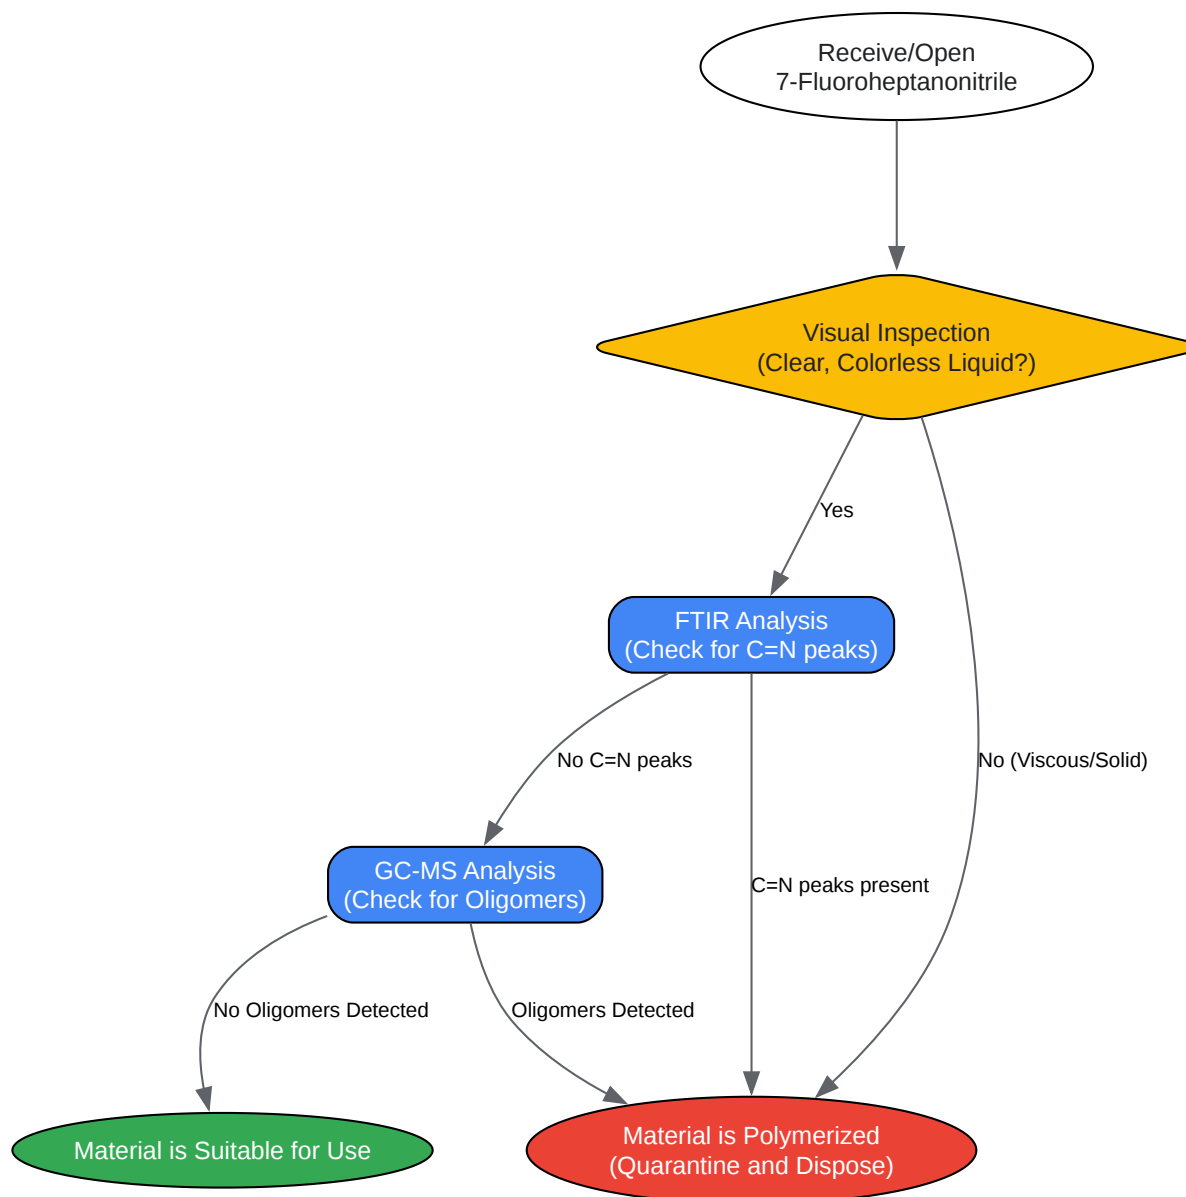 Receive/Open
7-Fluoroheptanonitrile
Visual Inspection
(Clear, Colorless Liquid?)
Yes
FTIR Analysis
(Check for C=N peaks)
No C=N peaks
No (Viscous/Solid)
GC-MS Analysis
(Check for Oligomers)
C=N peaks present
No Oligomers Detected
Oligomers Detected
Material is Suitable for Use
Material is Polymerized
(Quarantine and Dispose)